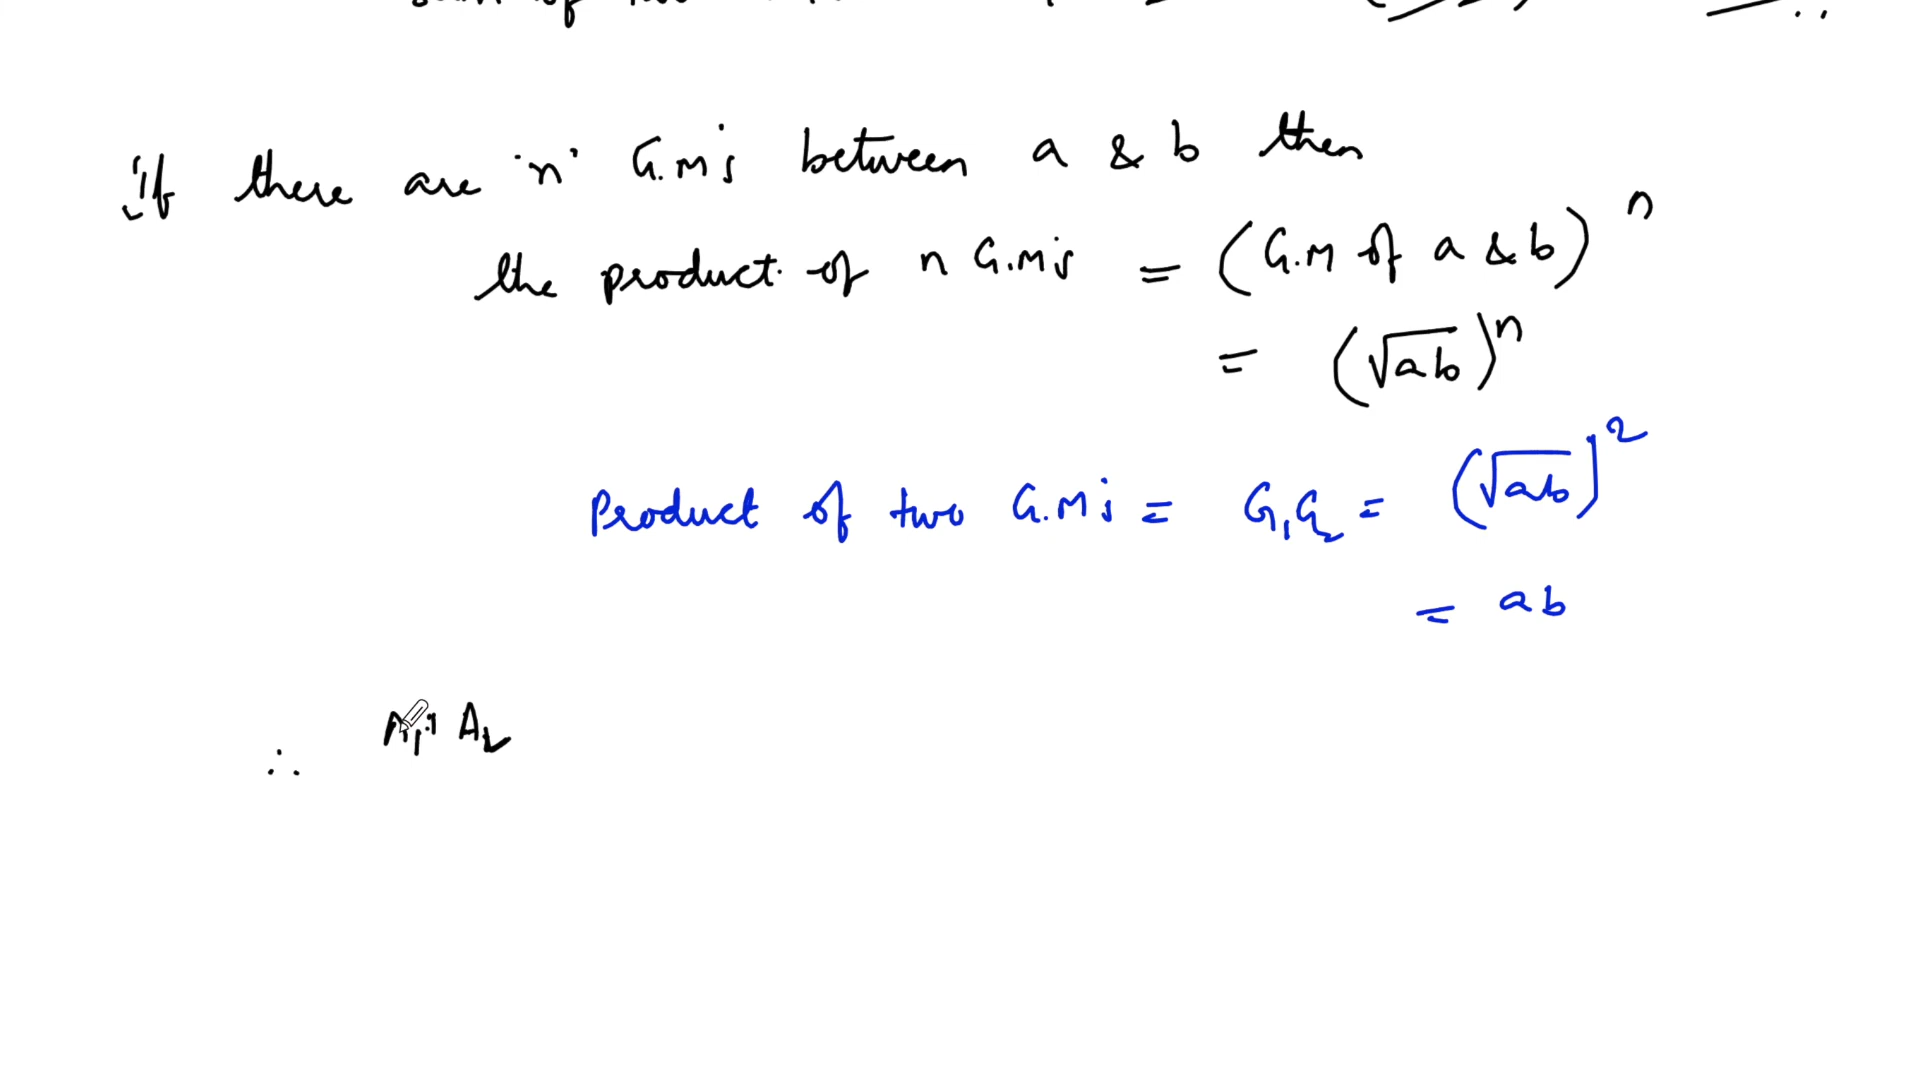 If there are 'n' G.M's between a & b then
the product of n G.M's = (G.M of a & b)^n
= (√ab)^n
Product of two G.M's = G₁G₂ = (√ab)^2
= ab
∴ A₁+ A₂